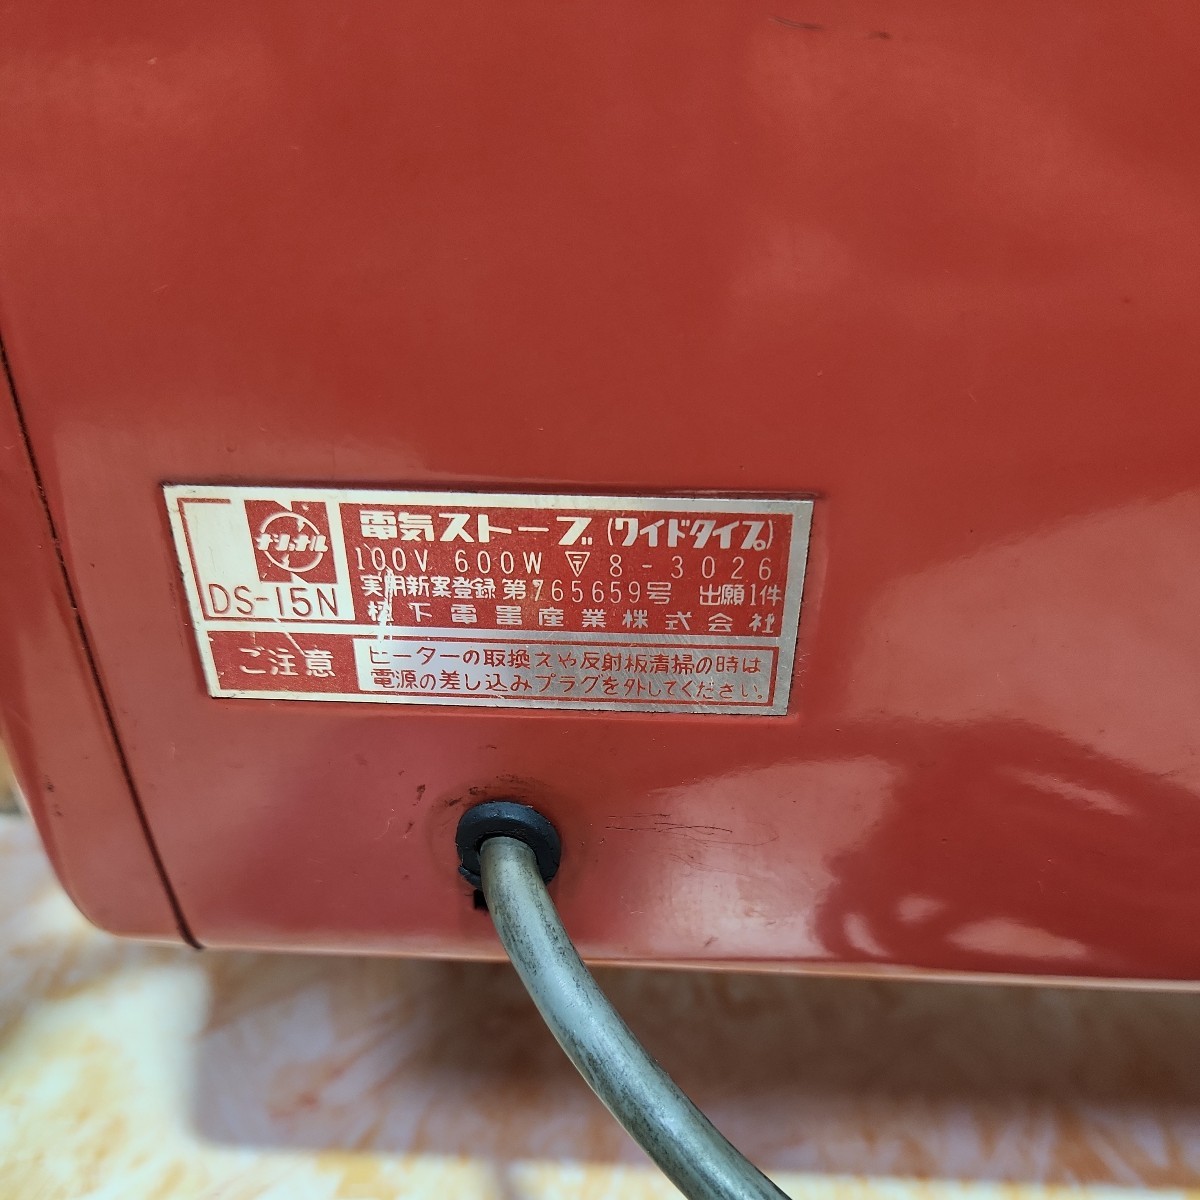 ナショナル
DS-15N
電気ストーブ(ワイドタイプ)
100V 600W 〒 8-3026
実用新案登録 第765659号 出願1件
松下電器産業株式会社
ご注意
ヒーターの取換えや反射板清掃の時は
電源の差し込みプラグを外してください。